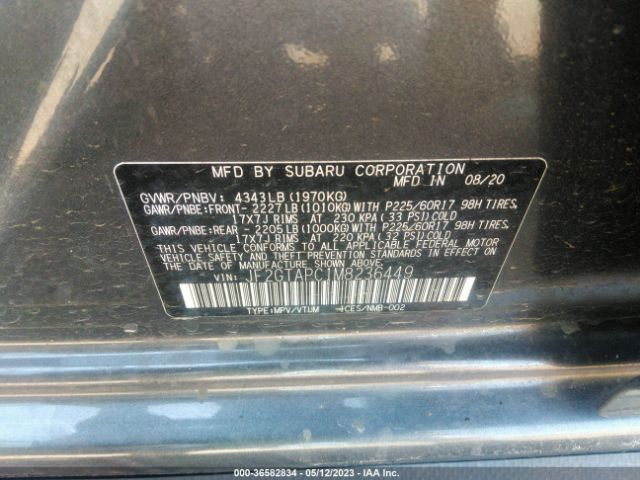 MFD BY SUBARU CORPORATION
MFD IN 08/20
GVWR/PNBV: 4343LB (1970KG)
GAWR/PNBE:FRONT- 2227LB (1010KG) WITH P225/60R17 98H TIRES,
17X7J RIMS AT 230 KPA (33 PSI) COLD
GAWR/PNBE:REAR - 2205LB (1000KG) WITH P225/60R17 98H TIRES,
17X7J RIMS AT 220 KPA (32 PSI) COLD
THIS VEHICLE CONFORMS TO ALL APPLICABLE FEDERAL MOTOR
VEHICLE SAFETY AND THEFT PREVENTION STANDARDS IN EFFECT
ON THE DATE OF MANUFACTURE SHOWN ABOVE.
VIN: JF2GTAPC1M8236449
TYPE:MPV/VTUM ICES/NMB-002
000-36582834 - 05/12/2023 - IAA Inc.